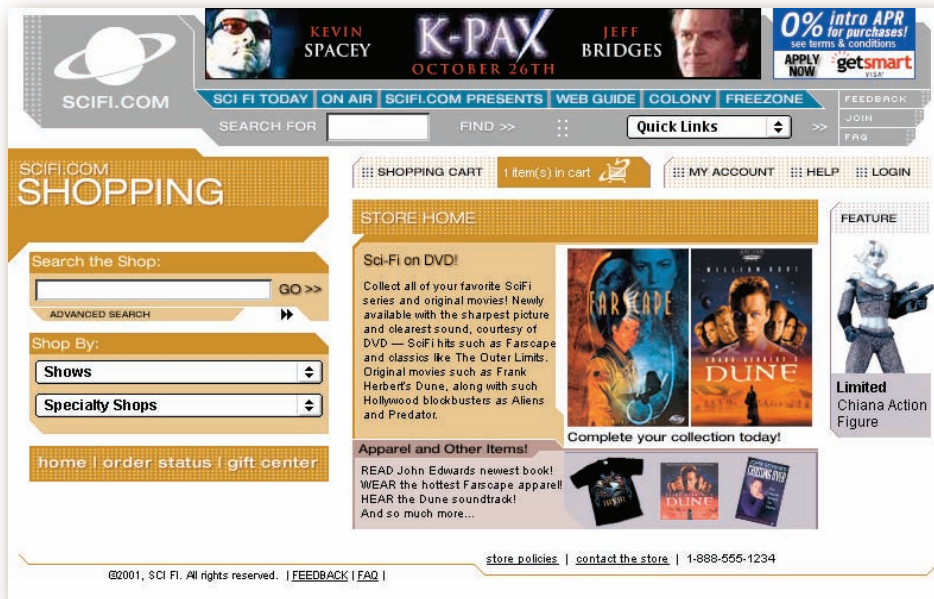 KEVIN
SPACEY
K-PAX
OCTOBER 26TH
JEFF
BRIDGES
0% intro APR
for purchases!
see terms & conditions
APPLY
NOW
getsmart
VISA
SCIFI.COM
SCI FI TODAY
ON AIR
SCIFI.COM PRESENTS
WEB GUIDE
COLONY
FREEZONE
FEEDBACK
JOIN
FAQ
SEARCH FOR
FIND >>
Quick Links
>>
SCIFI.COM
SHOPPING
SHOPPING CART
1 item(s) in cart
MY ACCOUNT
HELP
LOGIN
Search the Shop:
GO >>
ADVANCED SEARCH
Shop By:
Shows
Specialty Shops
home | order status | gift center
STORE HOME
Sci-Fi on DVD!
Collect all of your favorite SciFi
series and original movies! Newly
available with the sharpest picture
and clearest sound, courtesy of
DVD — SciFi hits such as Farscape
and classics like The Outer Limits.
Original movies such as Frank
Herbert's Dune, along with such
Hollywood blockbusters as Aliens
and Predator.
FARSCAPE
WILLIAM HURT
FRANK HERBERT'S
DUNE
Complete your collection today!
FEATURE
Limited
Chiana Action
Figure
Apparel and Other Items!
READ John Edwards newest book!
WEAR the hottest Farscape apparel!
HEAR the Dune soundtrack!
And so much more...
FARSCAPE
DUNE
CROSSING OVER
store policies | contact the store | 1-888-555-1234
©2001, SCI FI. All rights reserved. | FEEDBACK | FAQ |